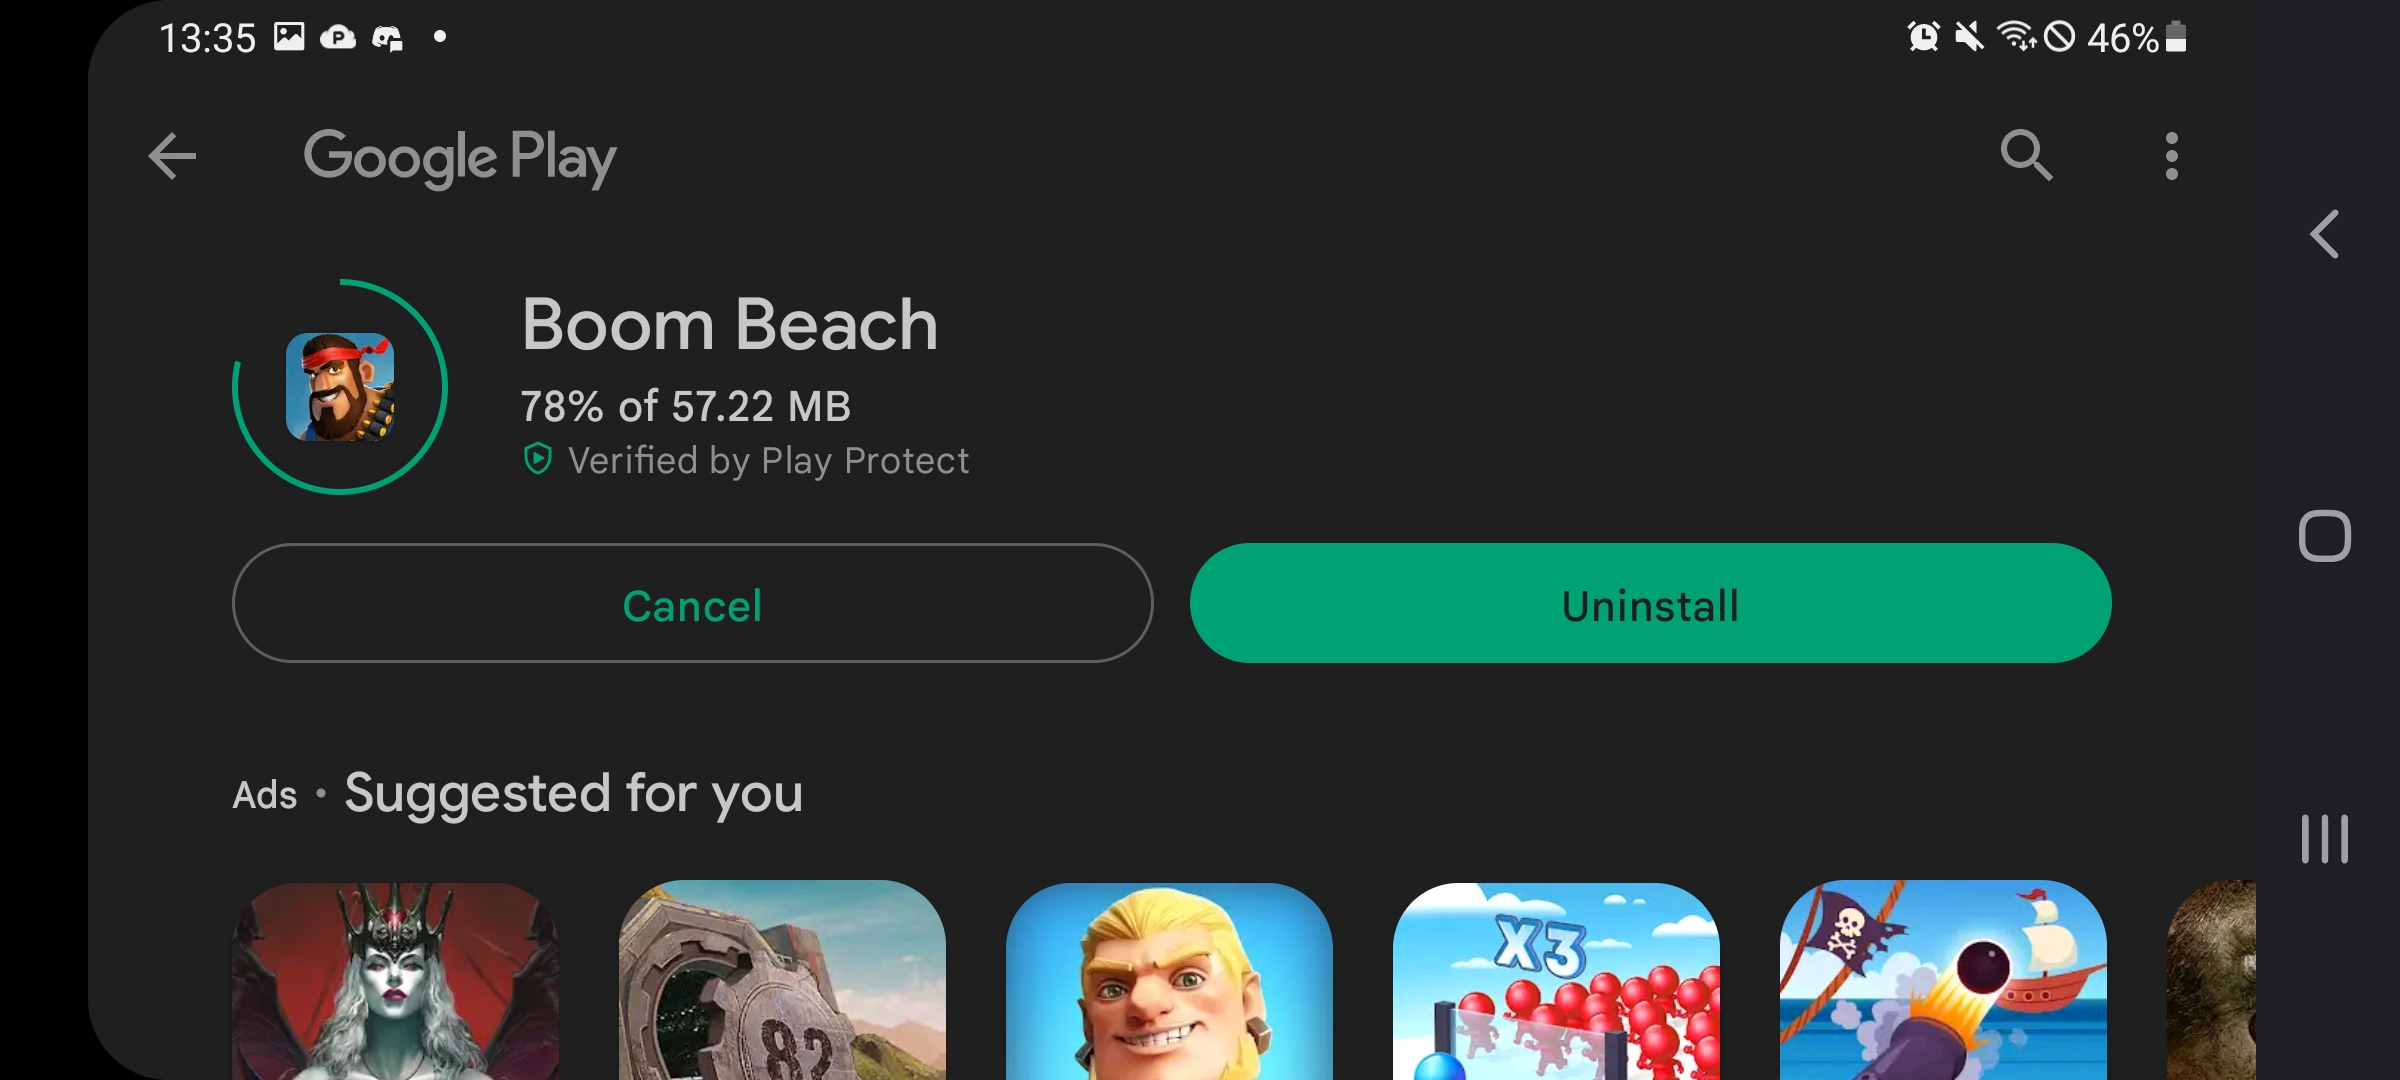 13:35
46%
Google Play
Boom Beach
78% of 57.22 MB
Verified by Play Protect
Cancel
Uninstall
Ads • Suggested for you
82
X3